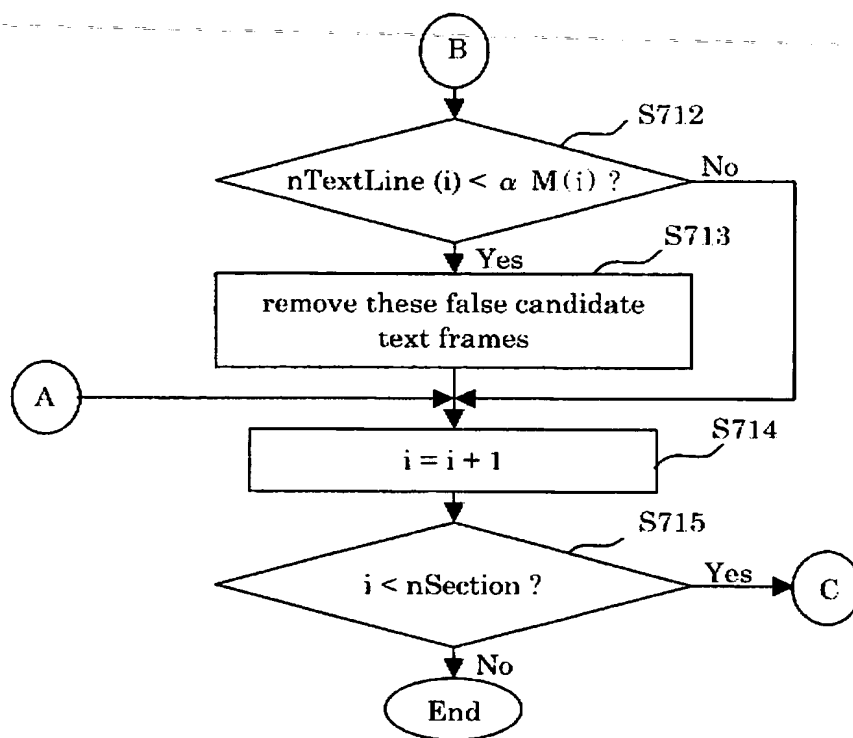 B
S712
nTextLine (i) < α M(i) ?
No
Yes
S713
remove these false candidate
text frames
A
S714
i = i + 1
S715
i < nSection ?
Yes
C
No
End